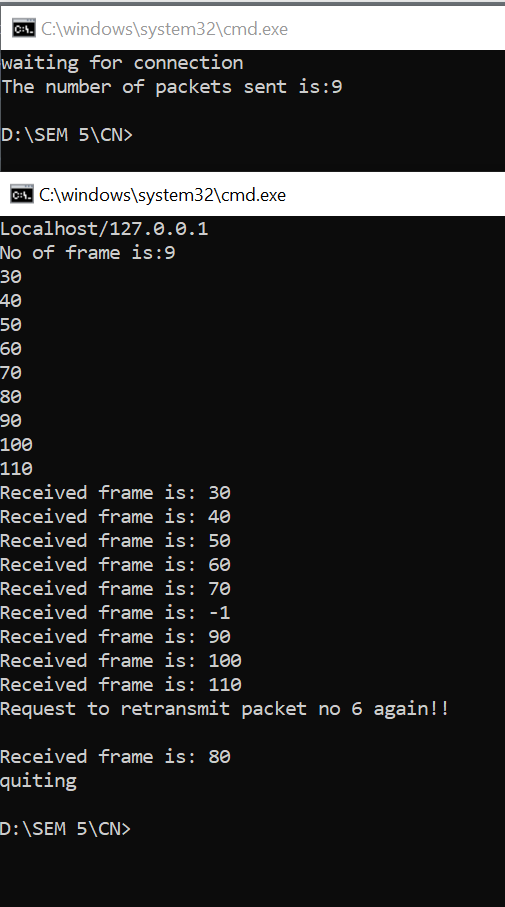 C:\windows\system32\cmd.exe
waiting for connection
The number of packets sent is:9
D:\SEM 5\CN>
C:\windows\system32\cmd.exe
Localhost/127.0.0.1
No of frame is:9
30
40
50
60
70
80
90
100
110
Received frame is: 30
Received frame is: 40
Received frame is: 50
Received frame is: 60
Received frame is: 70
Received frame is: -1
Received frame is: 90
Received frame is: 100
Received frame is: 110
Request to retransmit packet no 6 again!!
Received frame is: 80
quiting
D:\SEM 5\CN>